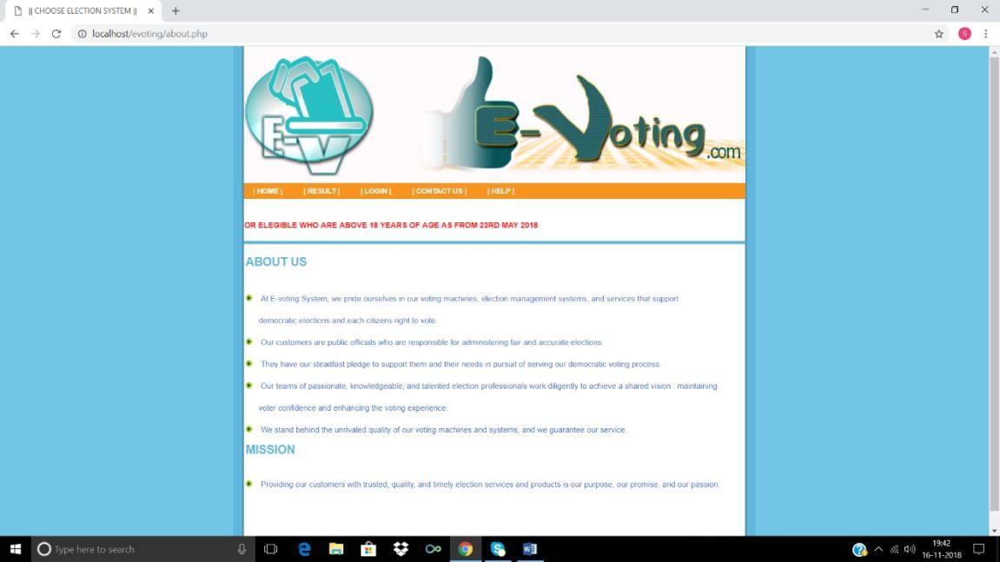 || CHOOSE ELECTION SYSTEM ||
localhost/evoting/about.php
S
E-V
E-Voting.com
| HOME | | RESULT | | LOGIN | | CONTACT US | | HELP |
OR ELEGIBLE WHO ARE ABOVE 18 YEARS OF AGE AS FROM 23RD MAY 2018
ABOUT US
At E-voting System, we pride ourselves in our voting machines, election management systems, and services that support
democratic elections and each citizens right to vote.
Our customers are public officials who are responsible for administering fair and accurate elections.
They have our steadfast pledge to support them and their needs in pursuit of serving our democratic voting process.
Our teams of passionate, knowledgeable, and talented election professionals work diligently to achieve a shared vision : maintaining
voter confidence and enhancing the voting experience.
We stand behind the unrivaled quality of our voting machines and systems, and we guarantee our service.
MISSION
Providing our customers with trusted, quality, and timely election services and products is our purpose, our promise, and our passion.
Type here to search
19:42
16-11-2018